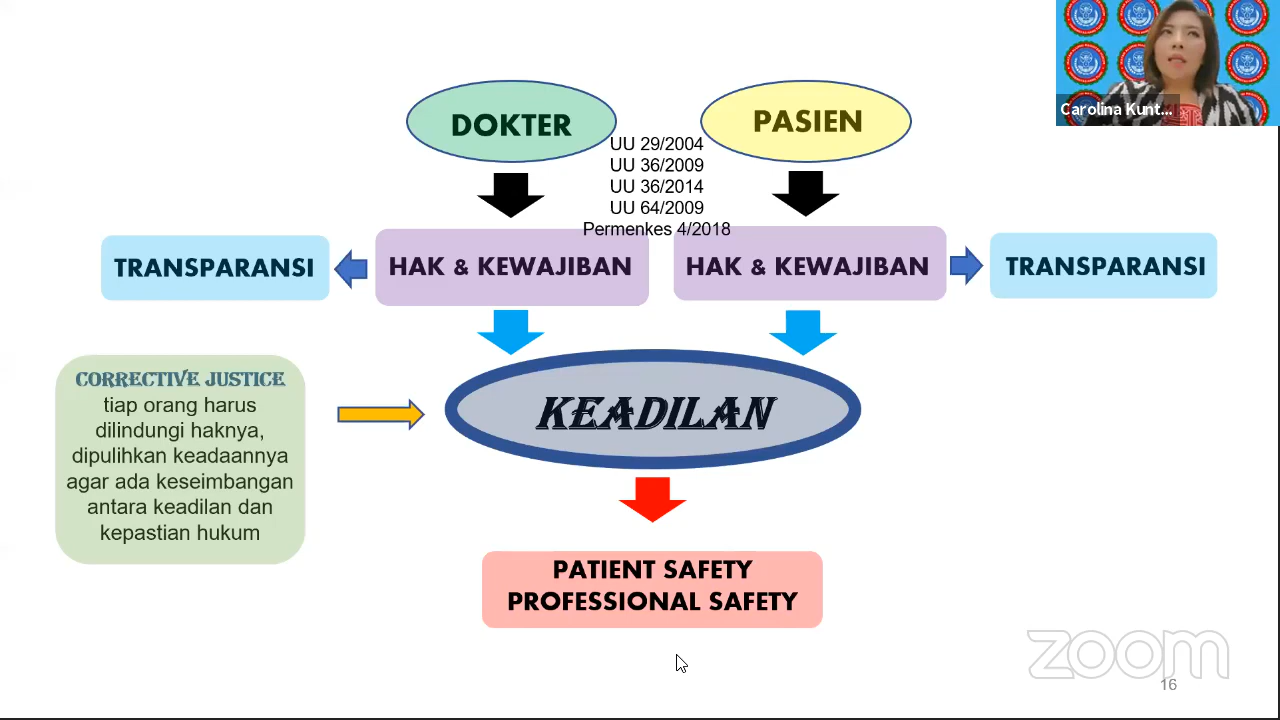 Carolina Kunt...
DOKTER
PASIEN
UU 29/2004
UU 36/2009
UU 36/2014
UU 64/2009
Permenkes 4/2018
TRANSPARANSI
HAK & KEWAJIBAN
HAK & KEWAJIBAN
TRANSPARANSI
CORRECTIVE JUSTICE
tiap orang harus
dilindungi haknya,
dipulihkan keadaannya
agar ada keseimbangan
antara keadilan dan
kepastian hukum
KEADILAN
PATIENT SAFETY
PROFESSIONAL SAFETY
zoom
16